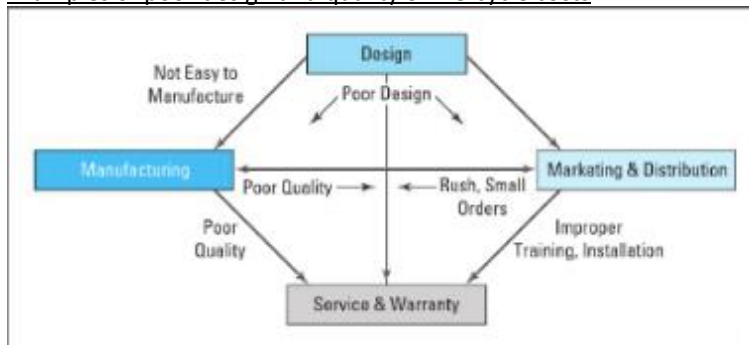 Design
Not Easy to
Manufacture
Poor Design
Manufacturing
Marketing & Distribution
Poor Quality
Rush, Small
Orders
Poor
Quality
Improper
Training, Installation
Service & Warranty